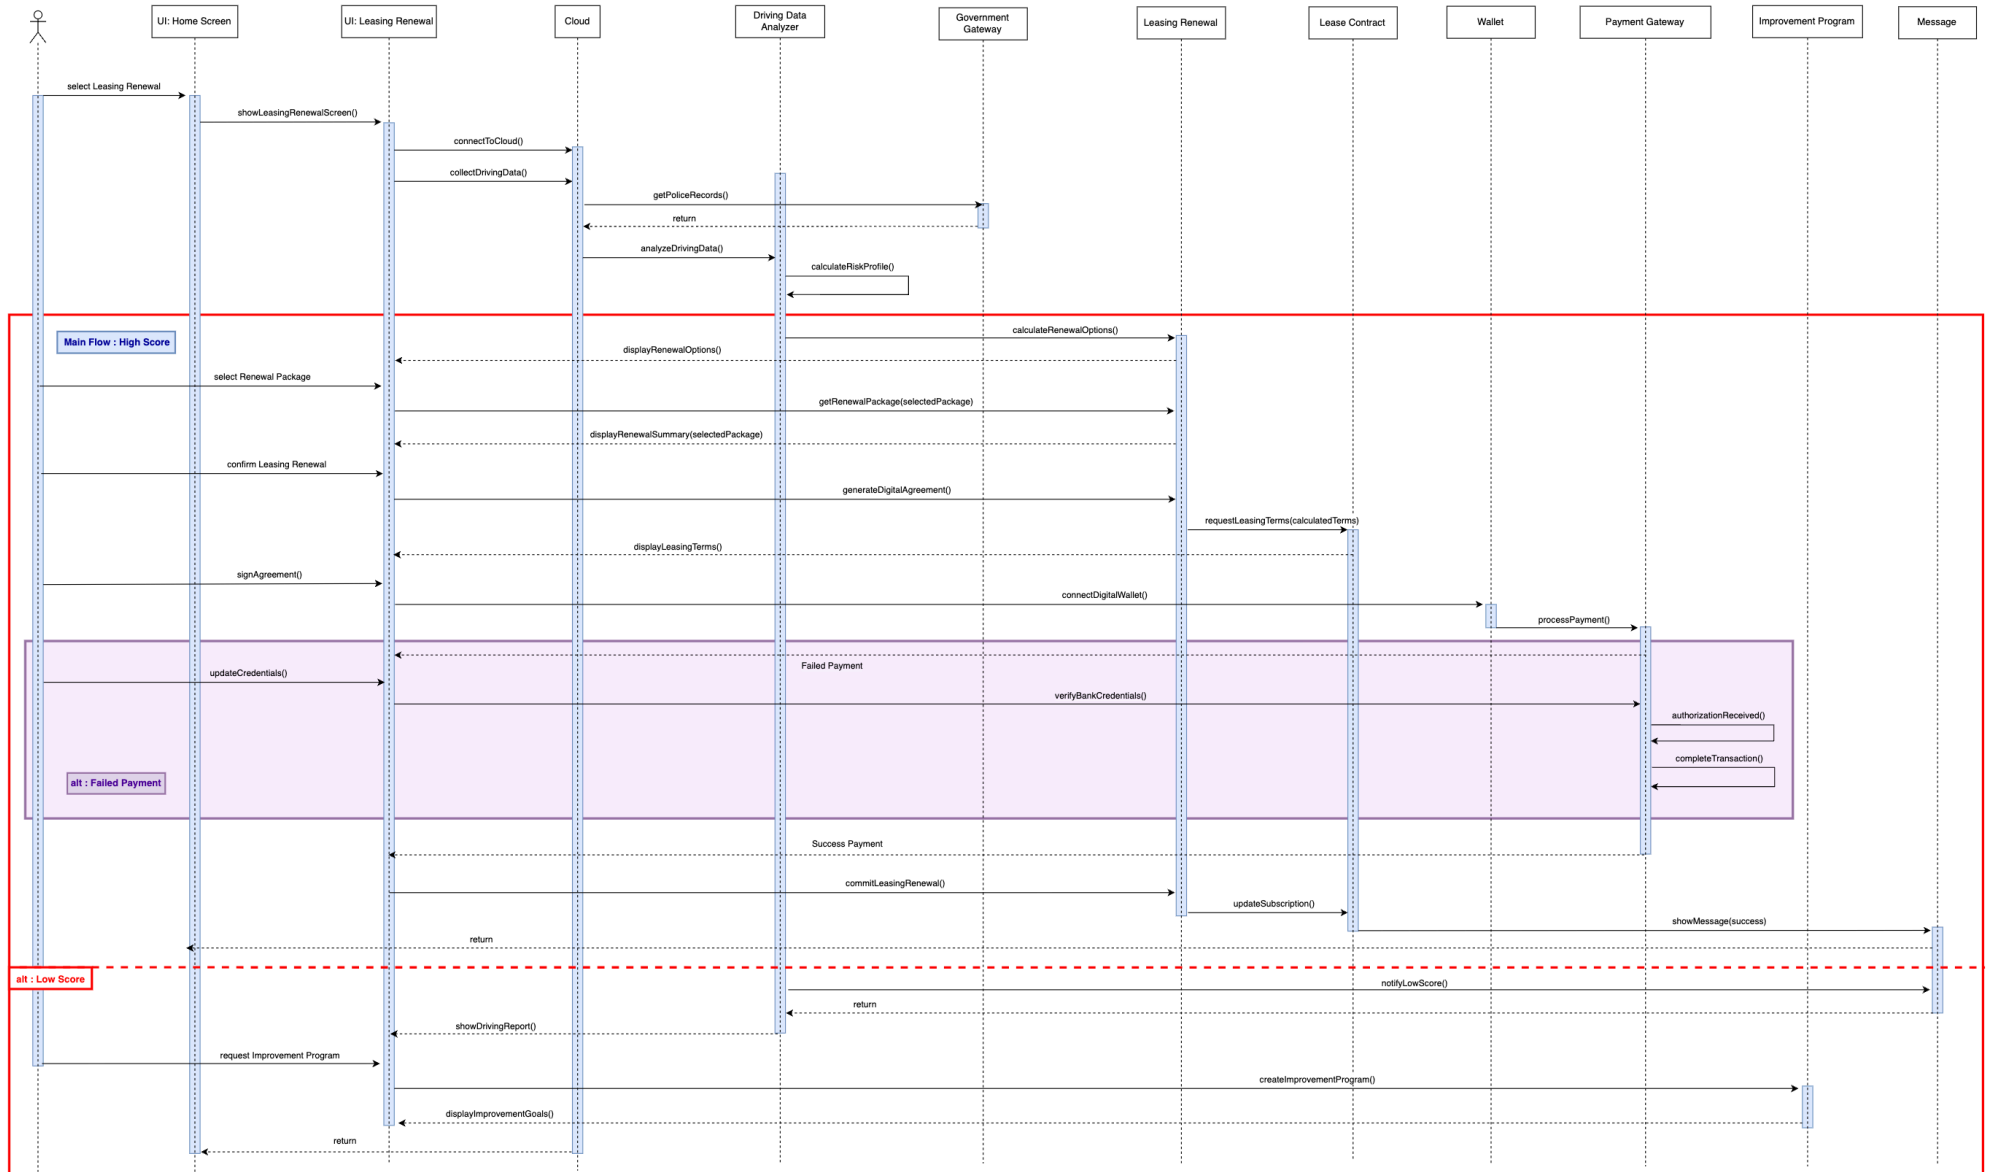 UI: Home Screen
UI: Leasing Renewal
Cloud
Driving Data
Analyzer
Government
Gateway
Leasing Renewal
Lease Contract
Wallet
Payment Gateway
Improvement Program
Message
select Leasing Renewal
showLeasingRenewalScreen()
connectToCloud()
collectDrivingData()
getPoliceRecords()
return
analyzeDrivingData()
calculateRiskProfile()
Main Flow : High Score
calculateRenewalOptions()
displayRenewalOptions()
select Renewal Package
getRenewalPackage(selectedPackage)
displayRenewalSummary(selectedPackage)
confirm Leasing Renewal
generateDigitalAgreement()
requestLeasingTerms(calculatedTerms)
displayLeasingTerms()
signAgreement()
connectDigitalWallet()
processPayment()
Failed Payment
updateCredentials()
verifyBankCredentials()
authorizationReceived()
completeTransaction()
alt : Failed Payment
Success Payment
commitLeasingRenewal()
updateSubscription()
showMessage(success)
return
alt : Low Score
notifyLowScore()
return
showDrivingReport()
request Improvement Program
createImprovementProgram()
displayImprovementGoals()
return